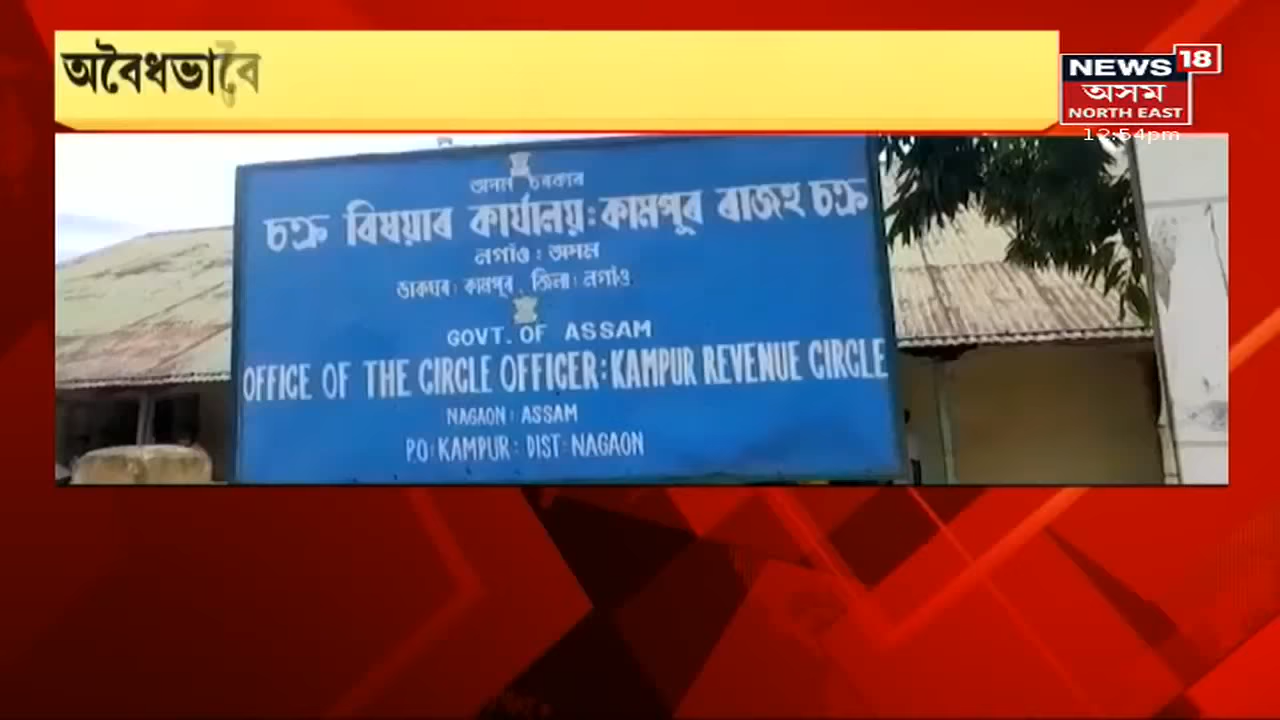 অবৈধভাবে
NEWS 18
অসম
NORTH EAST
12:54pm
অসম চৰকাৰ
চক্ৰ বিষয়াৰ কাৰ্যালয়ঃ কামপুৰ ৰাজহ চক্ৰ
নগাঁও : অসম
ডাকঘৰ : কামপুৰ, জিলা : নগাঁও
GOVT. OF ASSAM
OFFICE OF THE CIRCLE OFFICER: KAMPUR REVENUE CIRCLE
NAGAON : ASSAM
P.O: KAMPUR : DIST: NAGAON